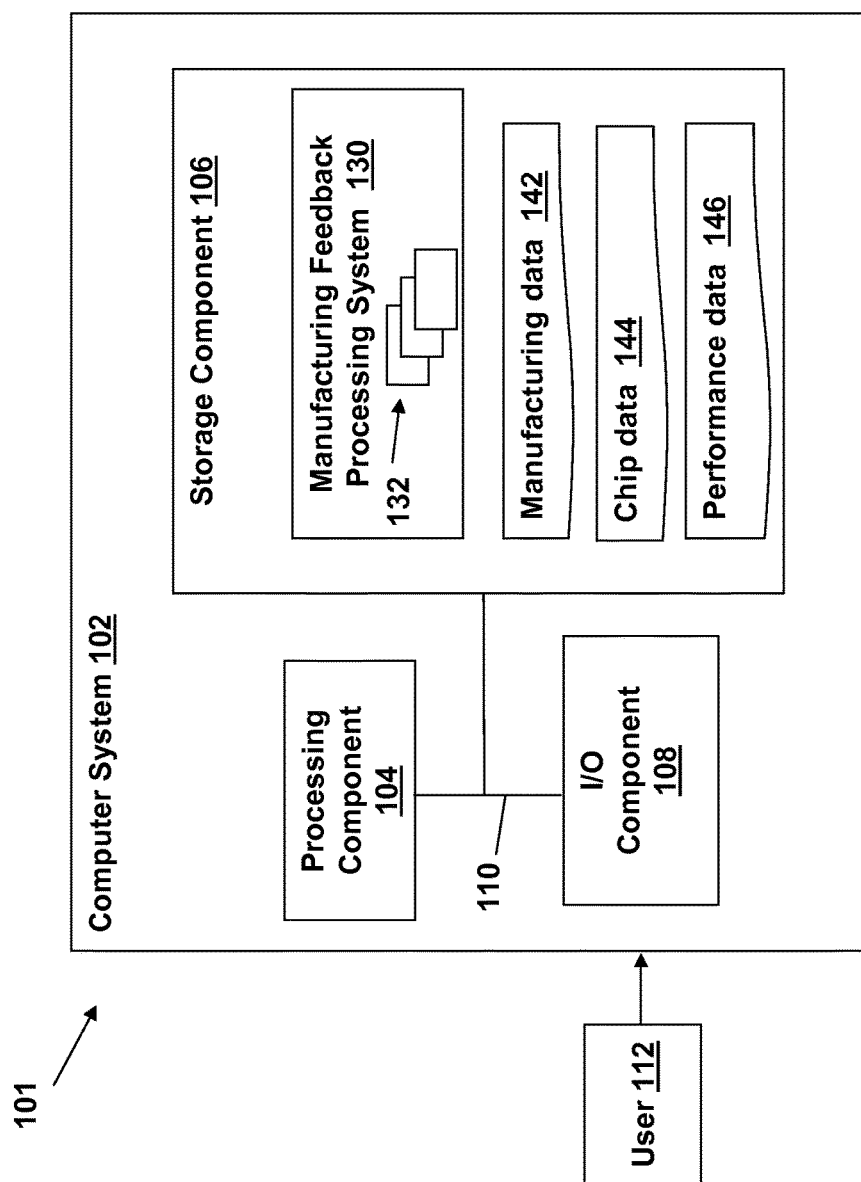 101
Computer System 102
Storage Component 106
Manufacturing Feedback
Processing System 130
132
Processing
Component
104
110
I/O
Component
108
Manufacturing data 142
Chip data 144
Performance data 146
User 112